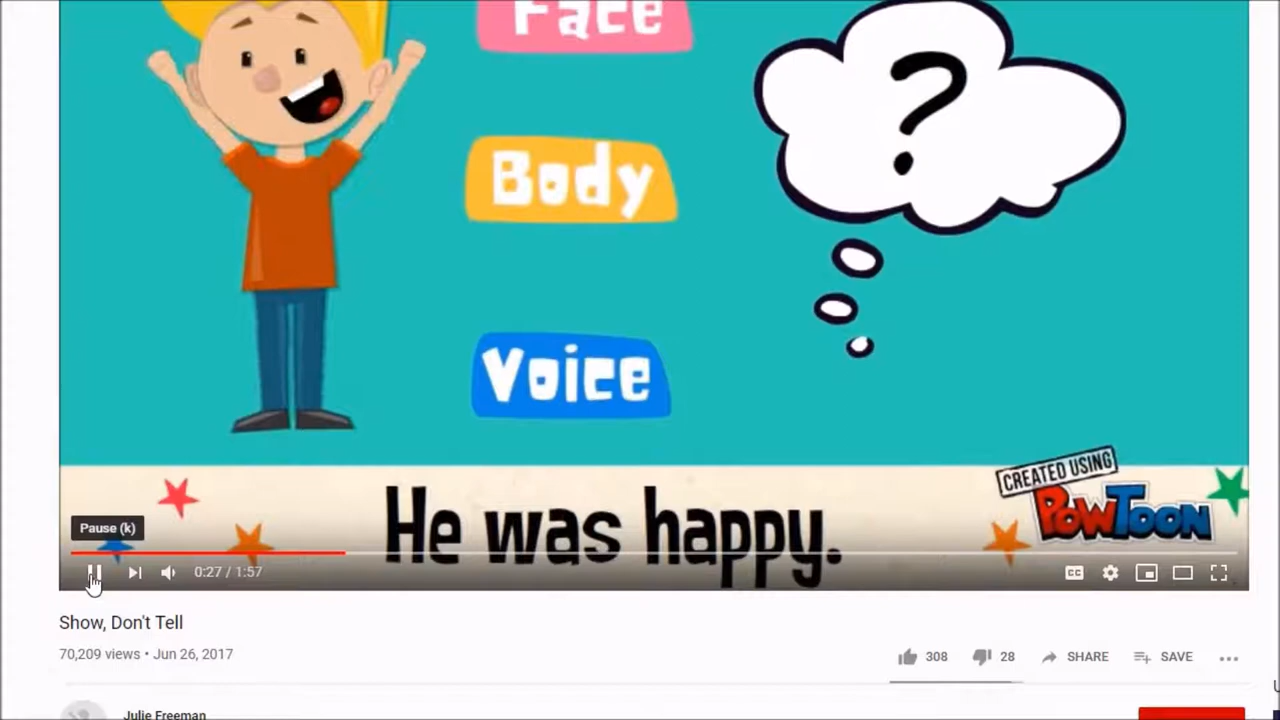 Face
Body
?
Voice
CREATED USING
POWTOON
He was happy.
Pause (k)
0:27 / 1:57
CC
Show, Don't Tell
70,209 views • Jun 26, 2017
308
28
SHARE
SAVE
Julie Freeman